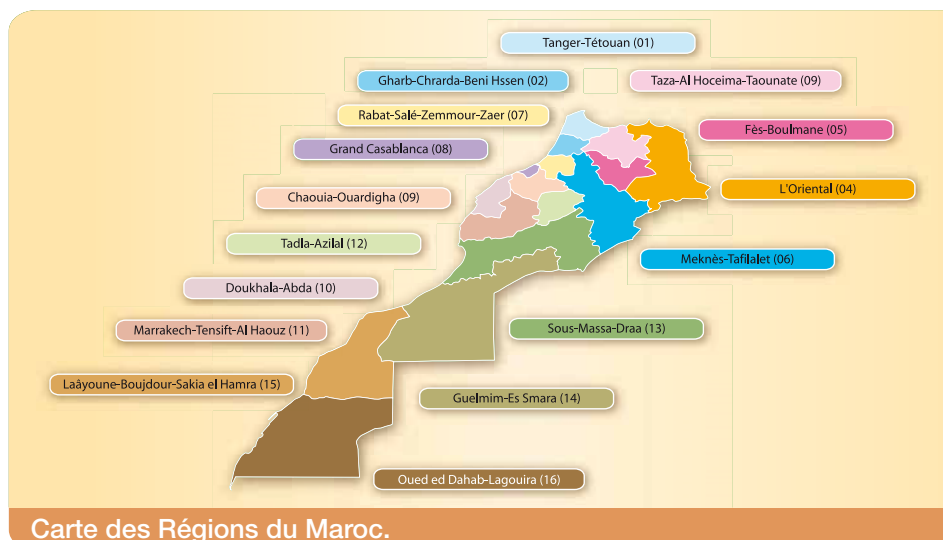 Tanger-Tétouan (01)
Gharb-Chrarda-Beni Hssen (02)
Taza-Al Hoceima-Taounate (09)
Rabat-Salé-Zemmour-Zaer (07)
Fès-Boulmane (05)
Grand Casablanca (08)
L'Oriental (04)
Chaouia-Ouardigha (09)
Tadla-Azilal (12)
Meknès-Tafilalet (06)
Doukhala-Abda (10)
Marrakech-Tensift-Al Haouz (11)
Sous-Massa-Draa (13)
Laâyoune-Boujdour-Sakia el Hamra (15)
Guelmim-Es Smara (14)
Oued ed Dahab-Lagouira (16)
Carte des Régions du Maroc.